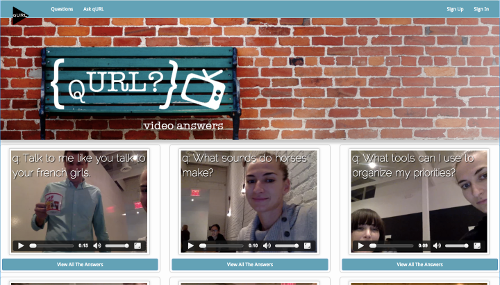 qURL
Questions Ask qURL Sign Up Sign In
{QURL?}
video answers
q: Talk to me like you talk to
your french girls.
q: What sounds do horses
make?
q: What tools can I use to
organize my priorities?
0:15
0:10
0:09
View All The Answers
View All The Answers
View All The Answers